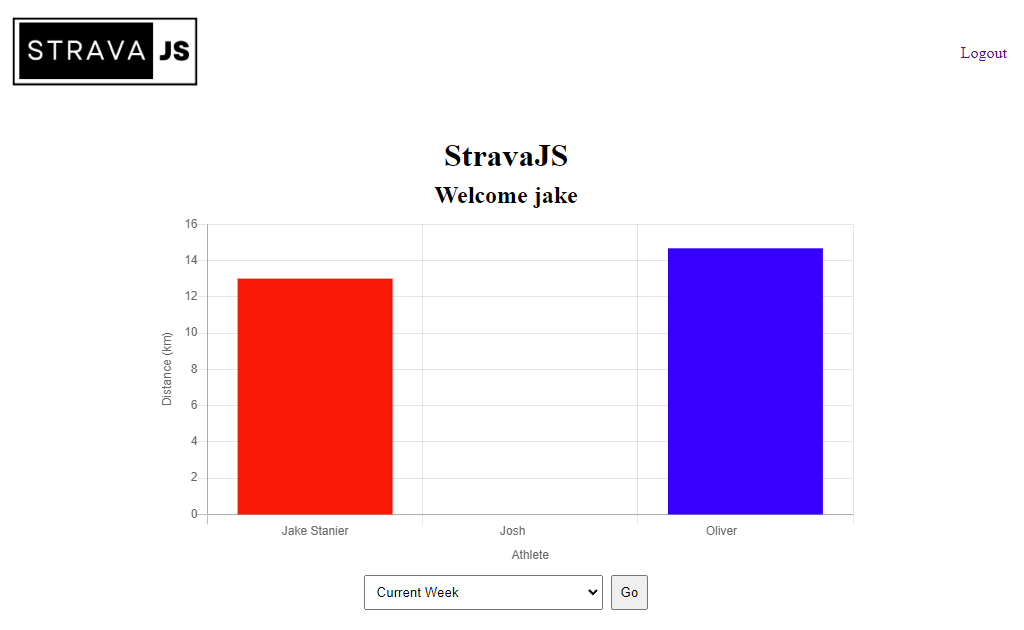 STRAVA JS
Logout
StravaJS
Welcome jake
16
14
12
10
8
6
4
2
0
Distance (km)
Jake Stanier Josh Oliver
Athlete
Current Week Go